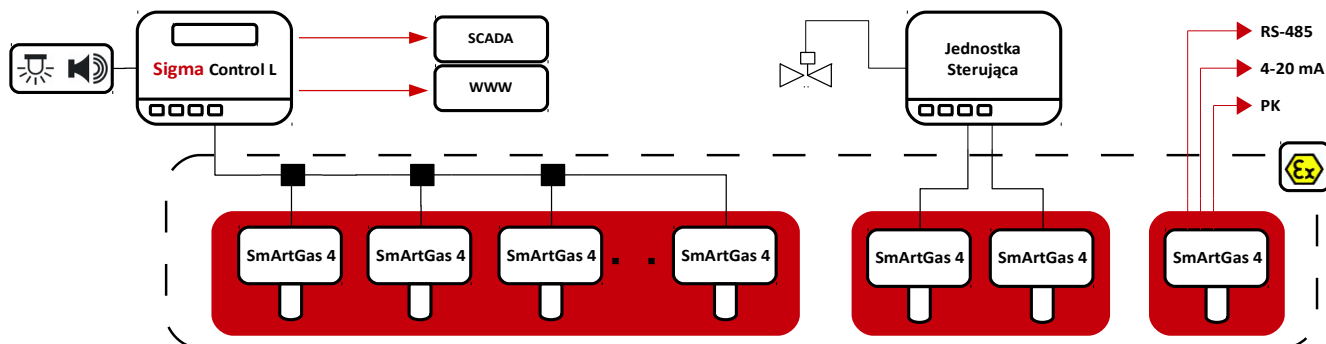 Sigma Control L
SCADA
WWW
Jednostka
Sterująca
RS-485
4-20 mA
PK
Ex
SmArtGas 4
SmArtGas 4
SmArtGas 4
SmArtGas 4
SmArtGas 4
SmArtGas 4
SmArtGas 4